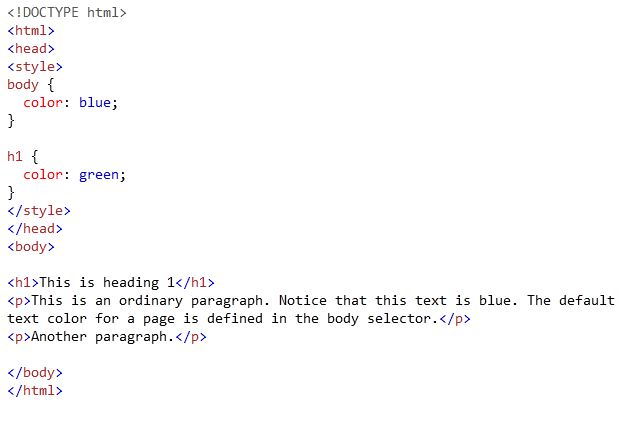 <!DOCTYPE html>
<html>
<head>
<style>
body {
  color: blue;
}

h1 {
  color: green;
}
</style>
</head>
<body>

<h1>This is heading 1</h1>
<p>This is an ordinary paragraph. Notice that this text is blue. The default
text color for a page is defined in the body selector.</p>
<p>Another paragraph.</p>

</body>
</html>